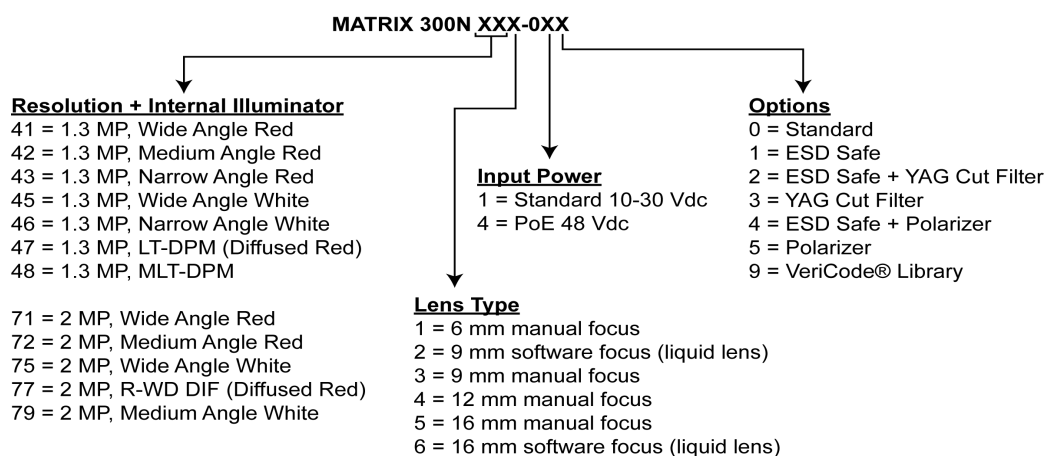 MATRIX 300N XXX-0XX
Resolution + Internal Illuminator
41 = 1.3 MP, Wide Angle Red
42 = 1.3 MP, Medium Angle Red
43 = 1.3 MP, Narrow Angle Red
45 = 1.3 MP, Wide Angle White
46 = 1.3 MP, Narrow Angle White
47 = 1.3 MP, LT-DPM (Diffused Red)
48 = 1.3 MP, MLT-DPM
71 = 2 MP, Wide Angle Red
72 = 2 MP, Medium Angle Red
75 = 2 MP, Wide Angle White
77 = 2 MP, R-WD DIF (Diffused Red)
79 = 2 MP, Medium Angle White
Lens Type
1 = 6 mm manual focus
2 = 9 mm software focus (liquid lens)
3 = 9 mm manual focus
4 = 12 mm manual focus
5 = 16 mm manual focus
6 = 16 mm software focus (liquid lens)
Input Power
1 = Standard 10-30 Vdc
4 = PoE 48 Vdc
Options
0 = Standard
1 = ESD Safe
2 = ESD Safe + YAG Cut Filter
3 = YAG Cut Filter
4 = ESD Safe + Polarizer
5 = Polarizer
9 = VeriCode® Library